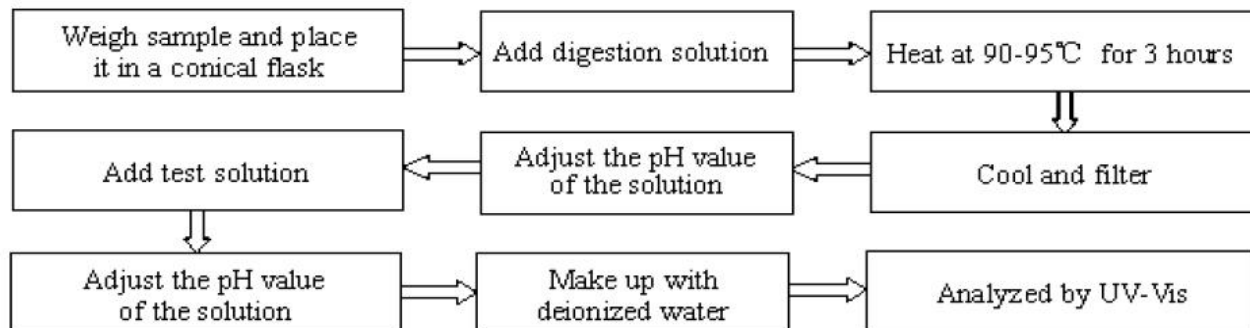 Weigh sample and place
it in a conical flask
Add digestion solution
Heat at 90-95℃ for 3 hours
Cool and filter
Adjust the pH value
of the solution
Add test solution
Adjust the pH value
of the solution
Make up with
deionized water
Analyzed by UV-Vis